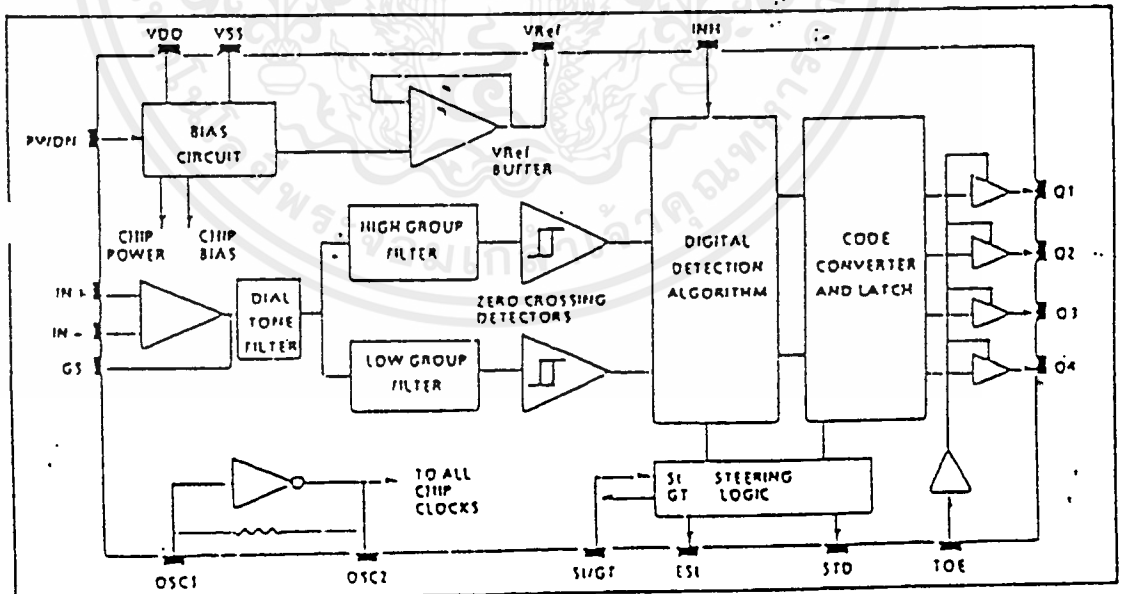 VDD VSS VRef INH
PW/DN
BIAS
CIRCUIT
VRef
BUFFER
CHIP
POWER
CHIP
BIAS
HIGH GROUP
FILTER
DIGITAL
DETECTION
ALGORITHM
CODE
CONVERTER
AND LATCH
Q1
Q2
Q3
Q4
IN +
IN -
GS
DIAL
TONE
FILTER
ZERO CROSSING
DETECTORS
LOW GROUP
FILTER
TO ALL
CHIP
CLOCKS
St STEERING
GT LOGIC
OSC1 OSC2 St/GT ESt STD TOE